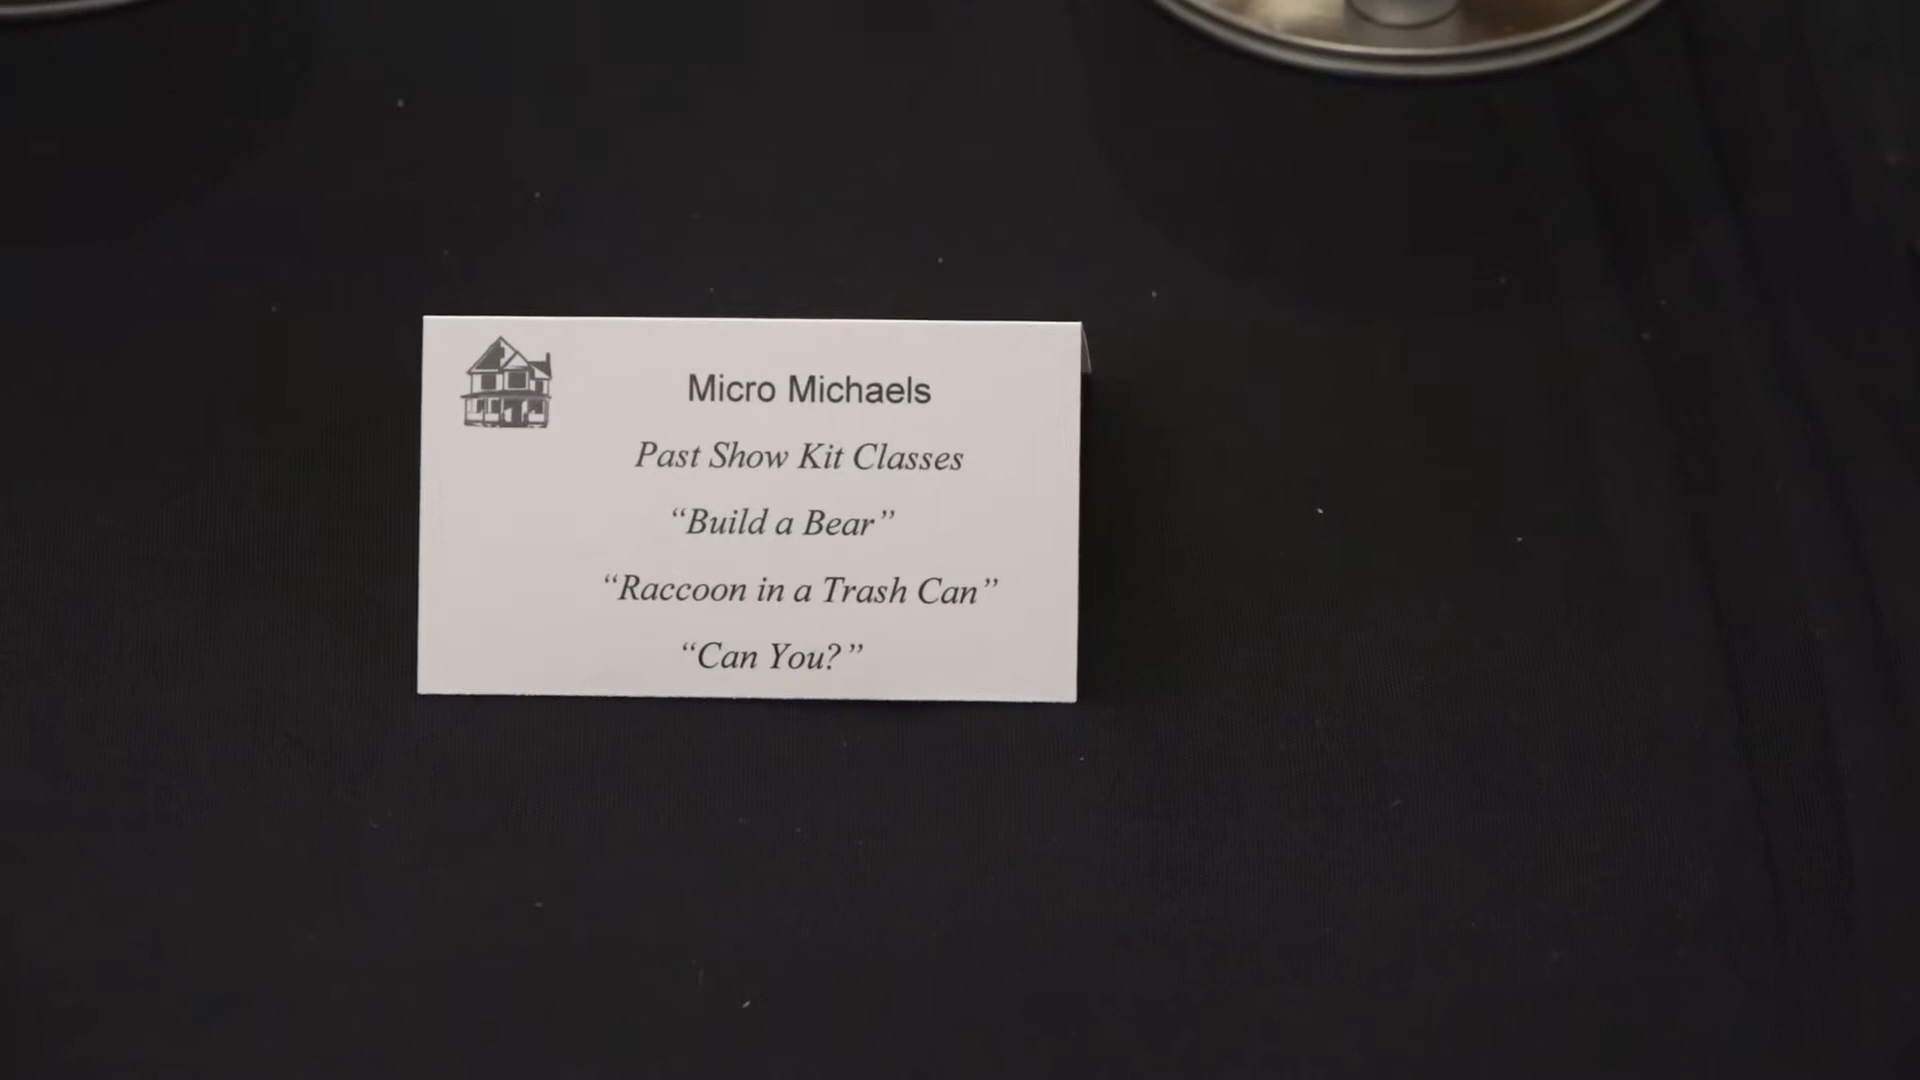 Micro Michaels
Past Show Kit Classes
“Build a Bear”
“Raccoon in a Trash Can”
“Can You?”